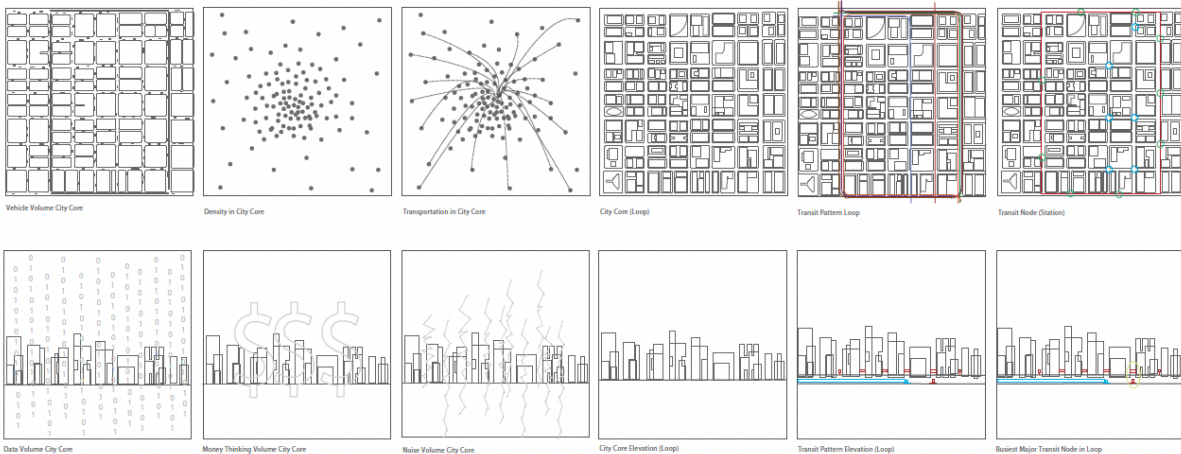 Vehicle Volume City Core
Density in City Core
Transportation in City Core
City Core (Loop)
Transit Pattern Loop
Transit Node (Station)
Data Volume City Core
Money Thinking Volume City Core
Noise Volume City Core
City Core Elevation (Loop)
Transit Pattern Elevation (Loop)
Busiest Major Transit Node in Loop